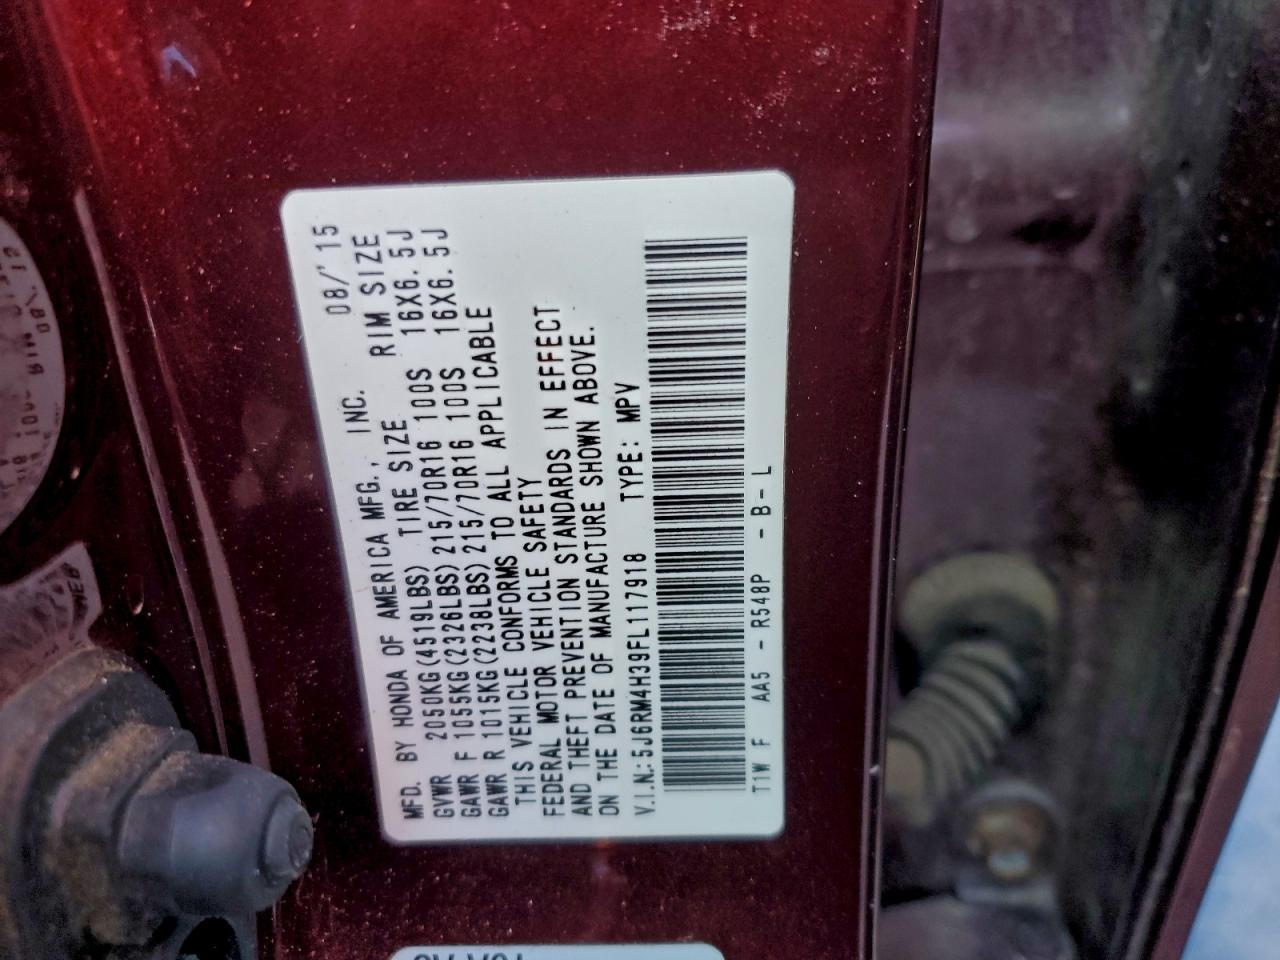 MFD. BY HONDA OF AMERICA MFG., INC. 08/'15
GVWR 2050KG(4519LBS) TIRE SIZE RIM SIZE
GAWR F 1055KG(2326LBS) 215/70R16 100S 16X6.5J
GAWR R 1015KG(2238LBS) 215/70R16 100S 16X6.5J
THIS VEHICLE CONFORMS TO ALL APPLICABLE
FEDERAL MOTOR VEHICLE SAFETY
AND THEFT PREVENTION STANDARDS IN EFFECT
ON THE DATE OF MANUFACTURE SHOWN ABOVE.
V.I.N.: 5J6RM4H39FL117918 TYPE: MPV
T1W F AA5 - R548P - B - L